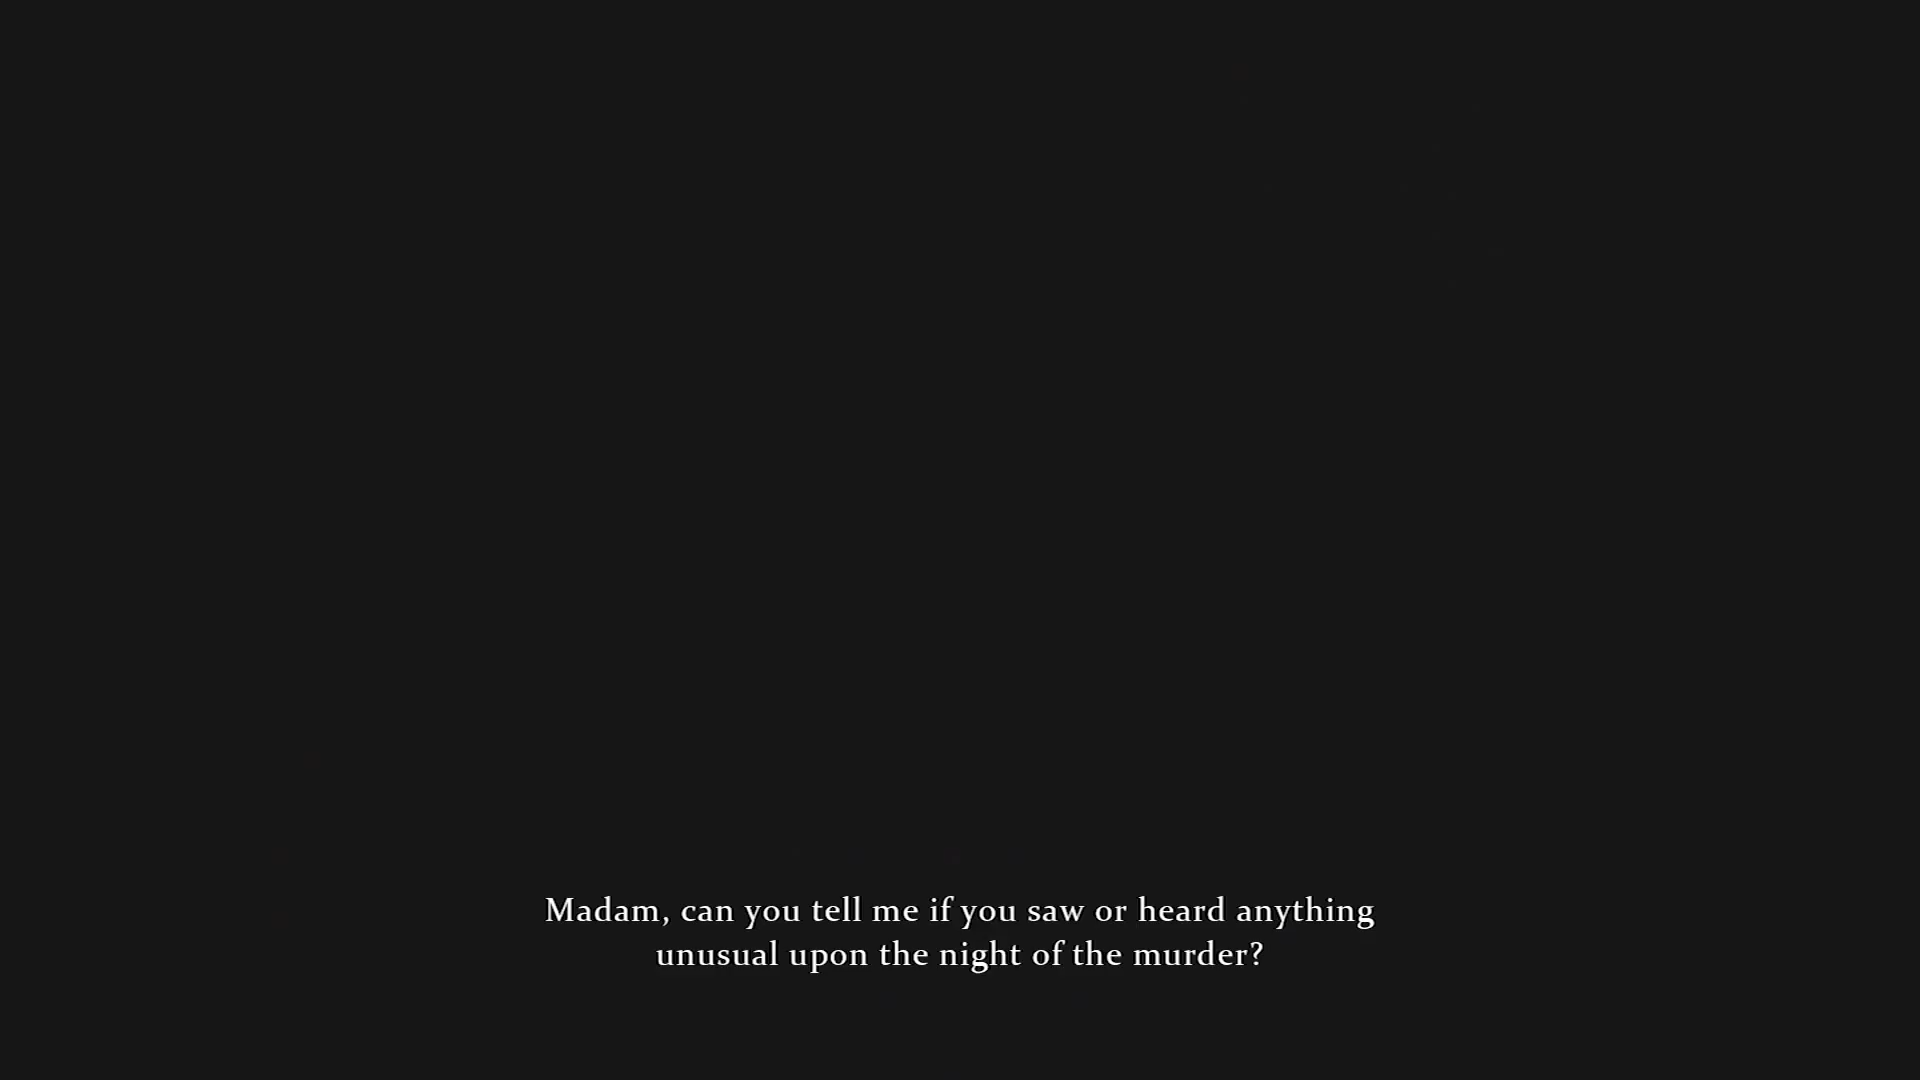 Madam, can you tell me if you saw or heard anything
unusual upon the night of the murder?